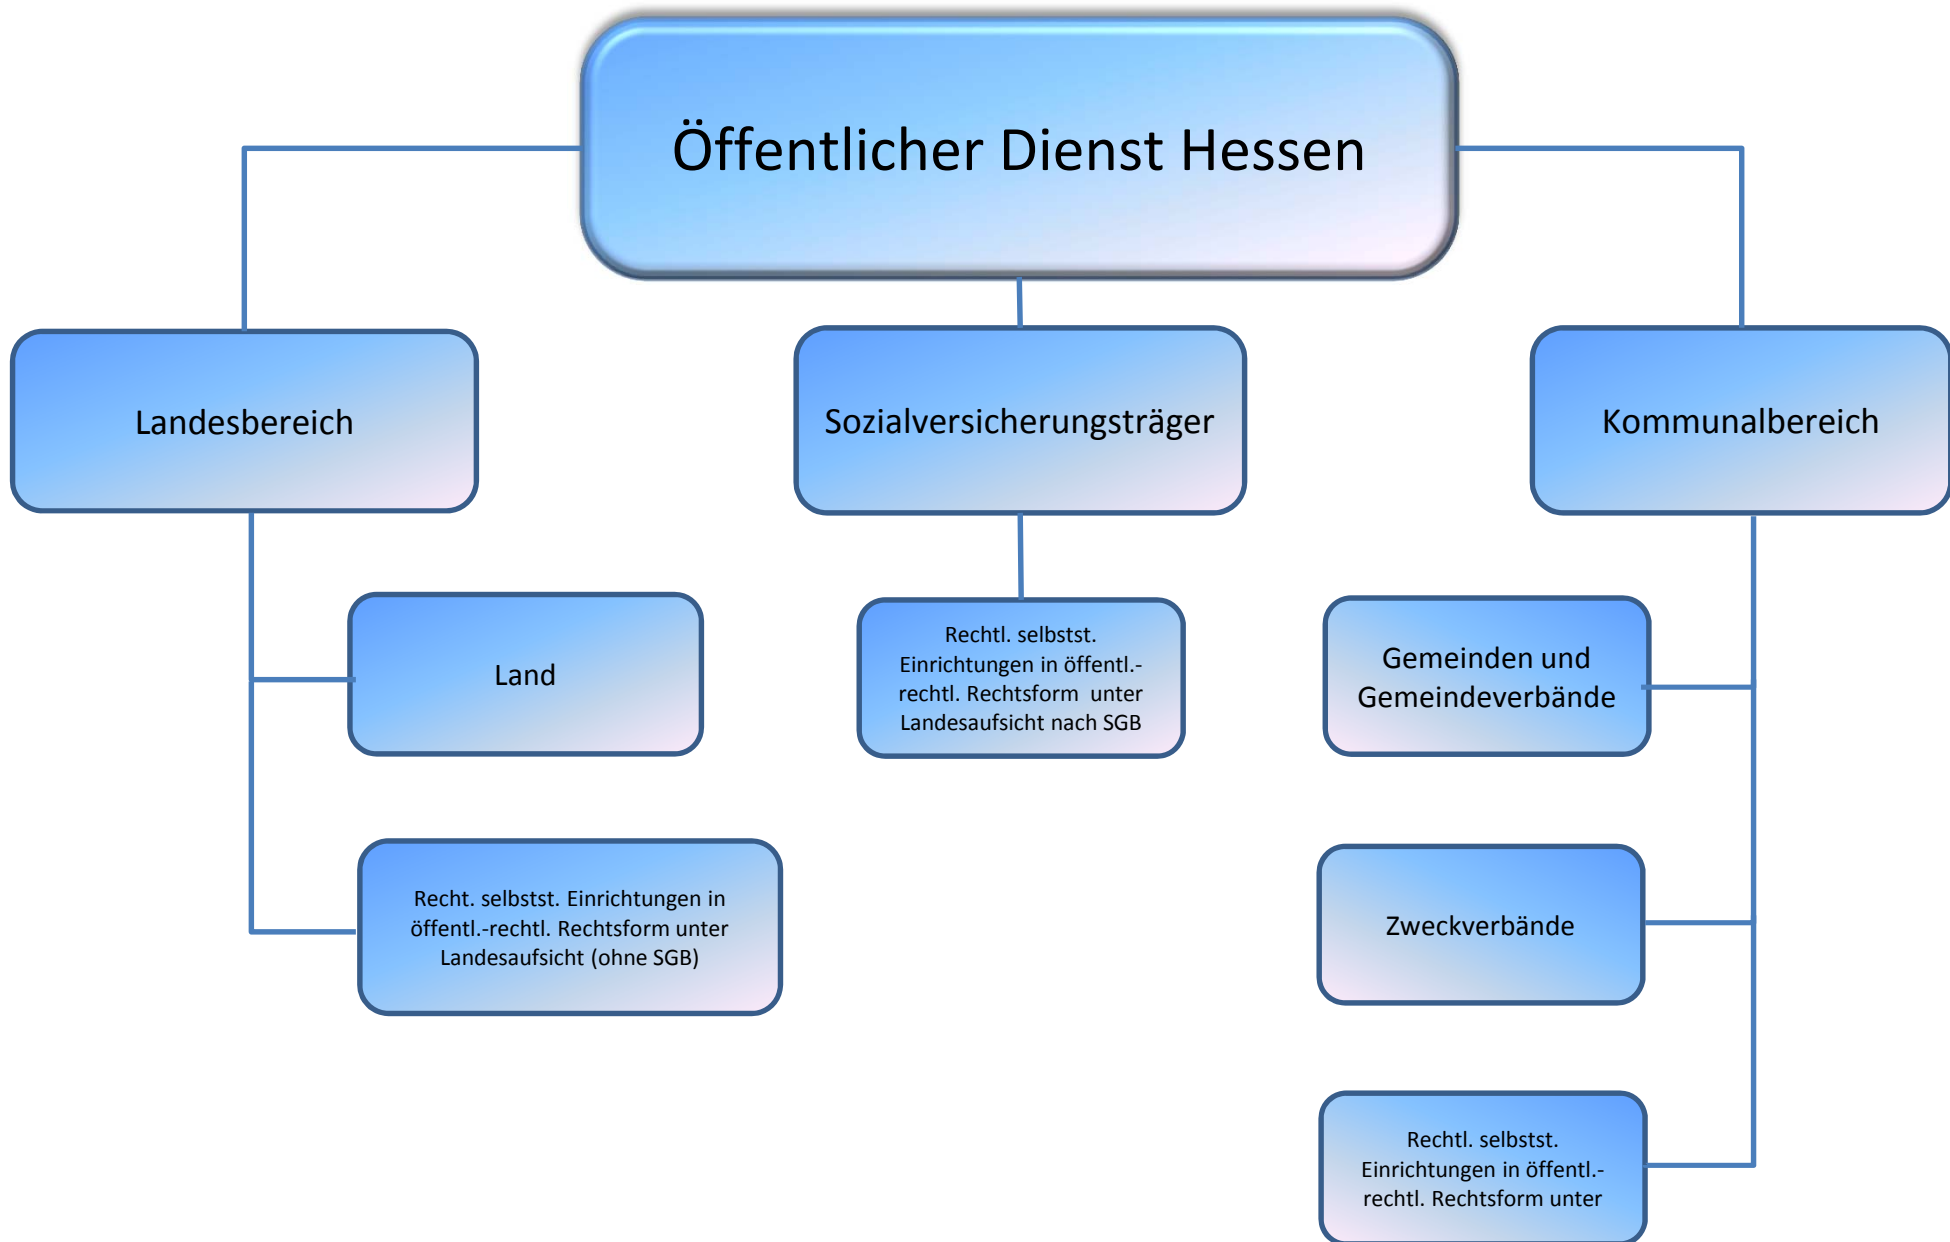 Öffentlicher Dienst Hessen
Landesbereich
Sozialversicherungsträger
Kommunalbereich
Land
Rechtl. selbstst.
Einrichtungen in öffentl.-
rechtl. Rechtsform unter
Landesaufsicht nach SGB
Gemeinden und
Gemeindeverbände
Recht. selbstst. Einrichtungen in
öffentl.-rechtl. Rechtsform unter
Landesaufsicht (ohne SGB)
Zweckverbände
Rechtl. selbstst.
Einrichtungen in öffentl.-
rechtl. Rechtsform unter